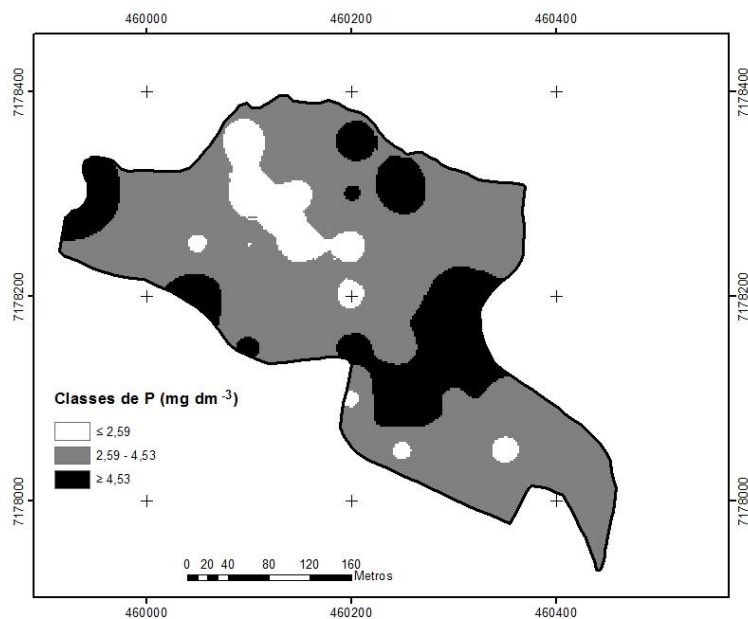 460000 460200 460400
7178400 7178400
7178200 7178200
Classes de P (mg dm -3)
≤ 2,59
2,59 - 4,53
≥ 4,53
7178000 7178000
0 20 40 80 120 160
Metros
460000 460200 460400